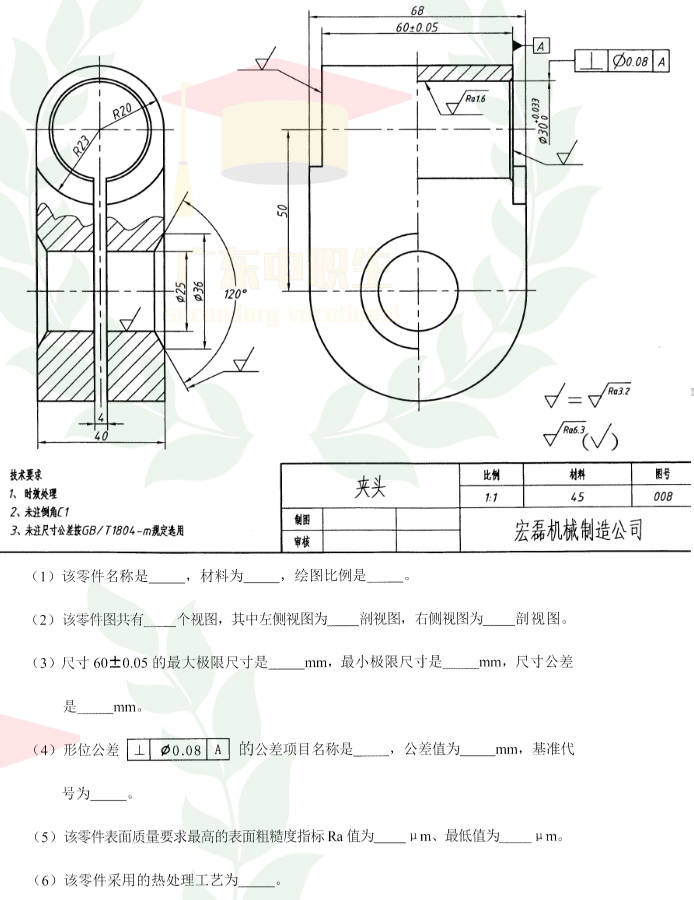 68
60±0.05
A
⊥ Ø0.08 A
Ra1.6
Ø30 +0.033 0
R20
R23
50
Ø25
Ø36
120°
4
40
广东中职生
secondary vocational
= Ra3.2
Ra6.3 (√)
技术要求
1、时效处理
2、未注倒角C1
3、未注尺寸公差按GB/T1804-m规定选用
夹头
比例 材料 图号
1:1 45 008
制图
审核
宏磊机械制造公司
（1）该零件名称是_____，材料为_____，绘图比例是_____。
（2）该零件图共有_____个视图，其中左侧视图为_____剖视图，右侧视图为_____剖视图。
（3）尺寸 60±0.05 的最大极限尺寸是_____mm，最小极限尺寸是_____mm，尺寸公差
是_____mm。
（4）形位公差 ⊥ Ø0.08 A 的公差项目名称是_____，公差值为_____mm，基准代
号为_____。
（5）该零件表面质量要求最高的表面粗糙度指标 Ra 值为_____μm、最低值为_____μm。
（6）该零件采用的热处理工艺为_____。